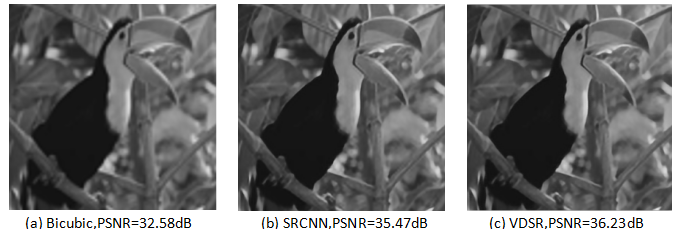 (a) Bicubic,PSNR=32.58dB
(b) SRCNN,PSNR=35.47dB
(c) VDSR,PSNR=36.23dB